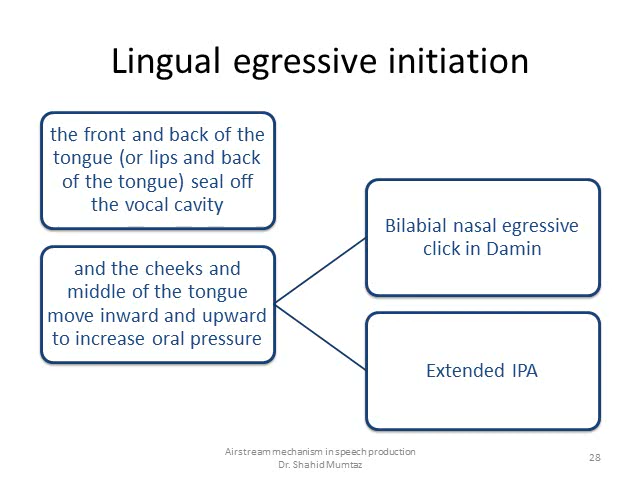 Lingual egressive initiation
the front and back of the
tongue (or lips and back
of the tongue) seal off
the vocal cavity
and the cheeks and
middle of the tongue
move inward and upward
to increase oral pressure
Bilabial nasal egressive
click in Damin
Extended IPA
Airstream mechanism in speech production
Dr. Shahid Mumtaz
28